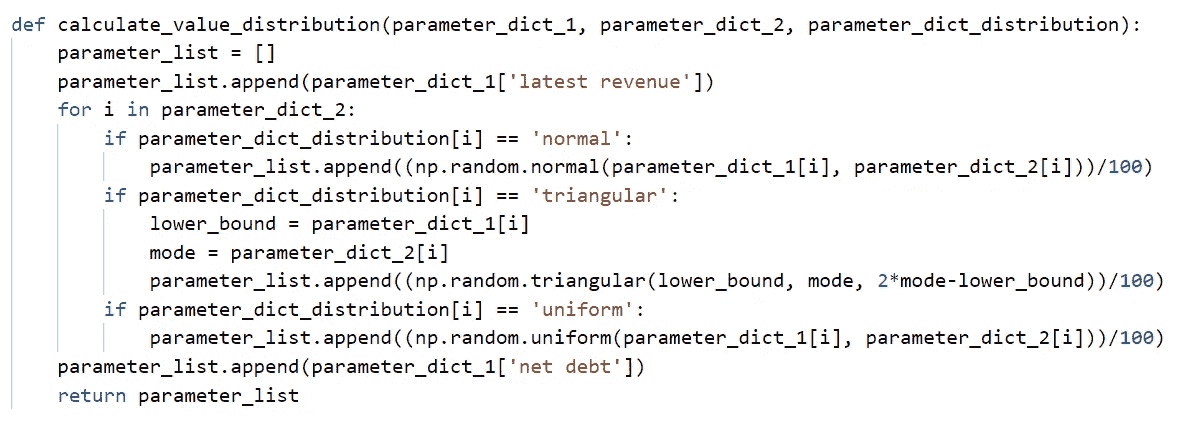 def calculate_value_distribution(parameter_dict_1, parameter_dict_2, parameter_dict_distribution):
    parameter_list = []
    parameter_list.append(parameter_dict_1['latest revenue'])
    for i in parameter_dict_2:
        if parameter_dict_distribution[i] == 'normal':
            parameter_list.append((np.random.normal(parameter_dict_1[i], parameter_dict_2[i]))/100)
        if parameter_dict_distribution[i] == 'triangular':
            lower_bound = parameter_dict_1[i]
            mode = parameter_dict_2[i]
            parameter_list.append((np.random.triangular(lower_bound, mode, 2*mode-lower_bound))/100)
        if parameter_dict_distribution[i] == 'uniform':
            parameter_list.append((np.random.uniform(parameter_dict_1[i], parameter_dict_2[i]))/100)
    parameter_list.append(parameter_dict_1['net debt'])
    return parameter_list